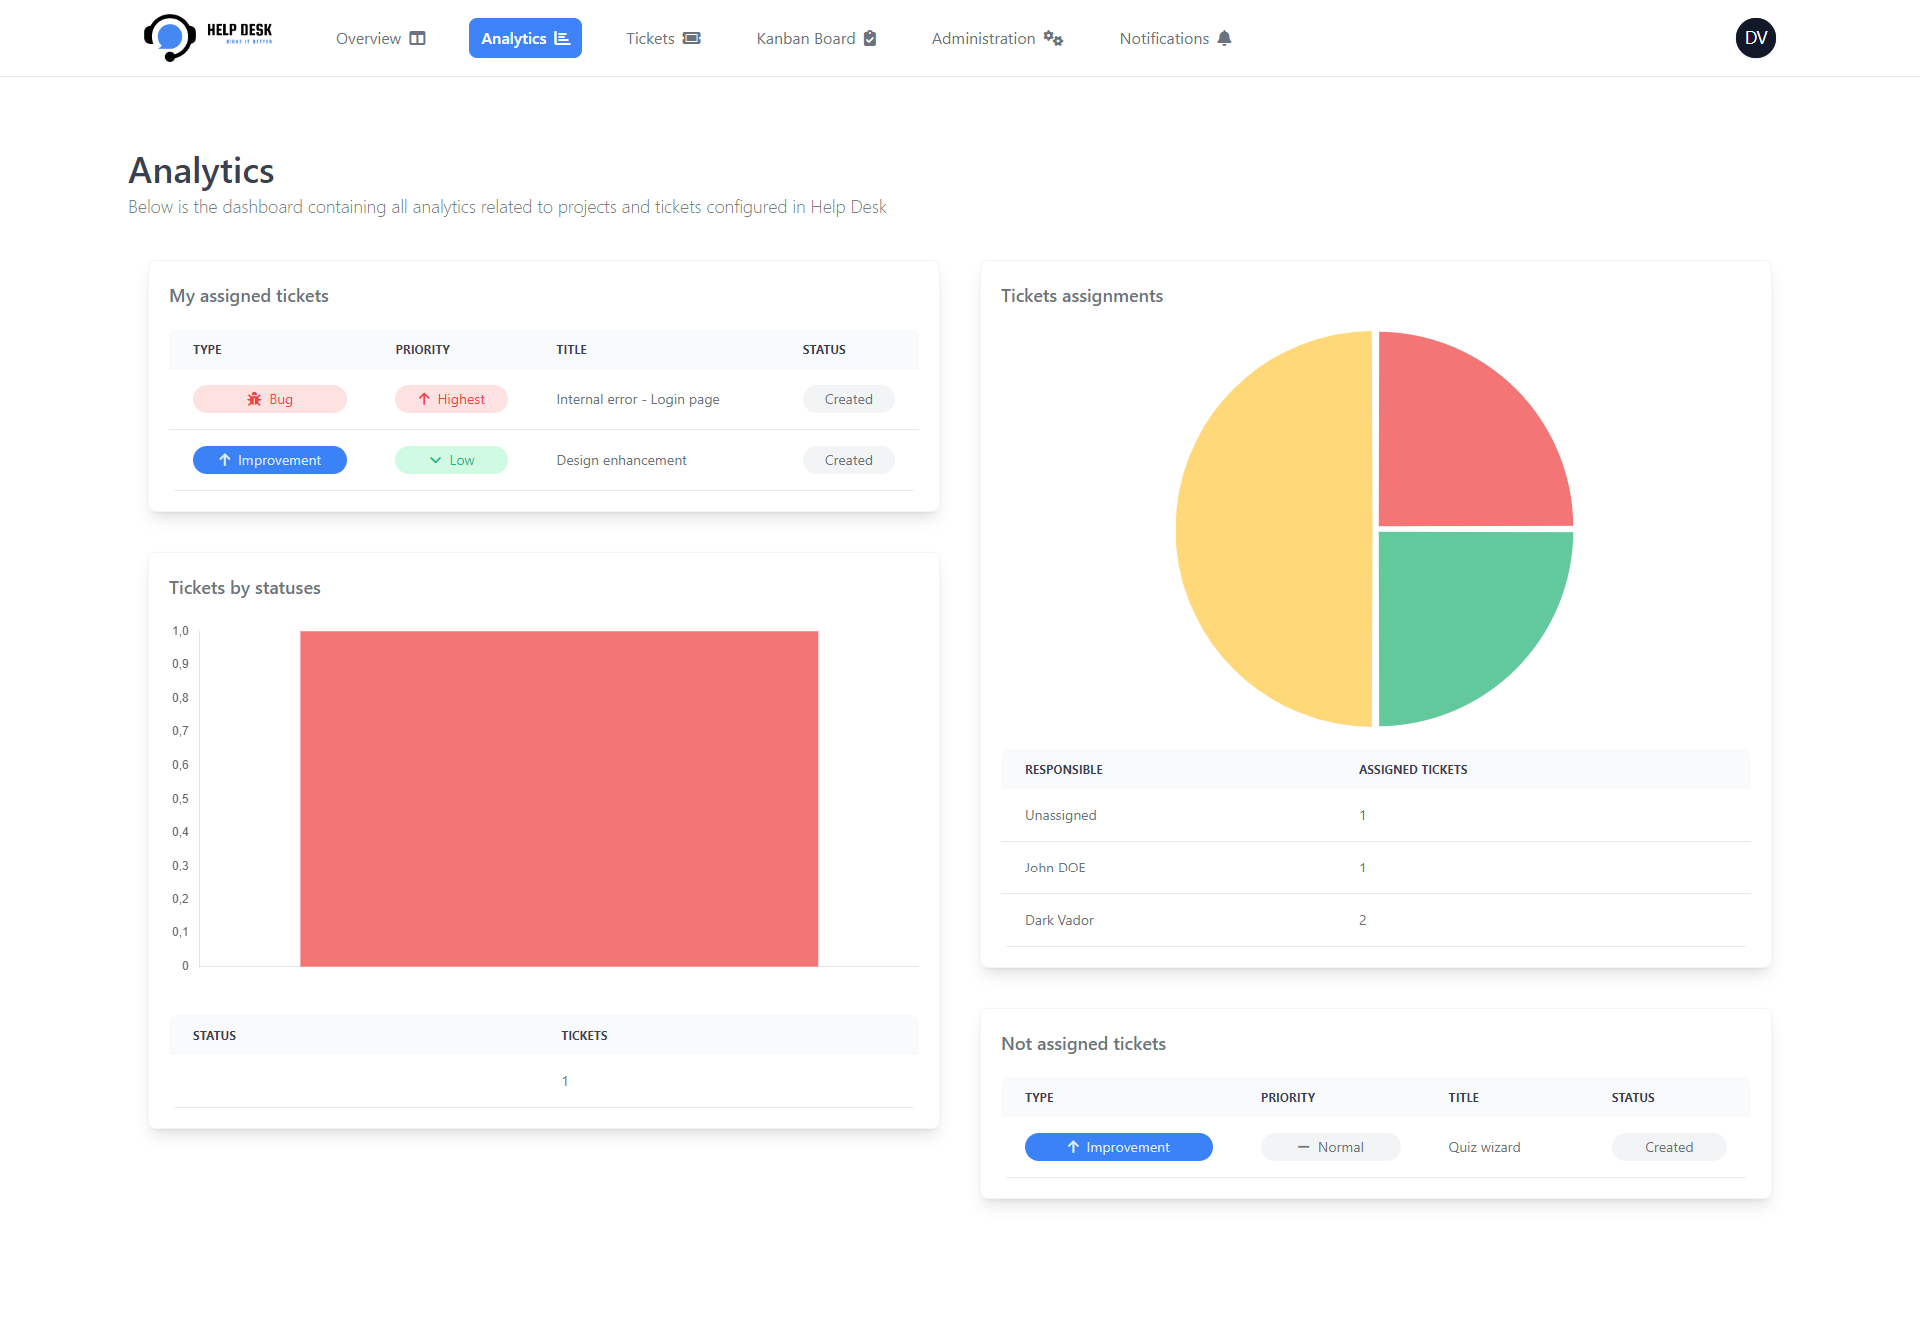 HELP DESK
Overview
Analytics
Tickets
Kanban Board
Administration
Notifications
DV
Analytics
Below is the dashboard containing all analytics related to projects and tickets configured in Help Desk
My assigned tickets
TYPE PRIORITY TITLE STATUS
Bug Highest Internal error - Login page Created
Improvement Low Design enhancement Created
Tickets by statuses
1,0
0,9
0,8
0,7
0,6
0,5
0,4
0,3
0,2
0,1
0
STATUS TICKETS
1
Tickets assignments
RESPONSIBLE ASSIGNED TICKETS
Unassigned 1
John DOE 1
Dark Vador 2
Not assigned tickets
TYPE PRIORITY TITLE STATUS
Improvement Normal Quiz wizard Created